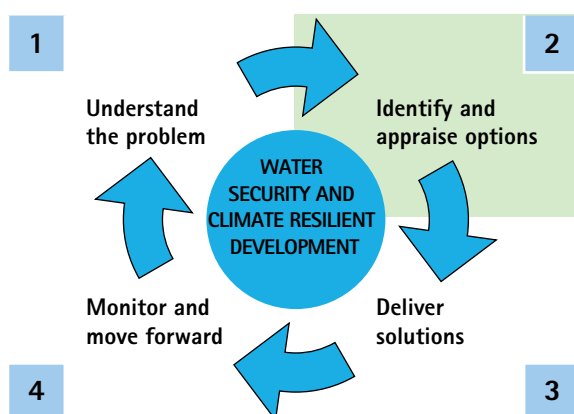 1
2
Understand
the problem
Identify and
appraise options
WATER
SECURITY AND
CLIMATE RESILIENT
DEVELOPMENT
Monitor and
move forward
Deliver
solutions
4
3